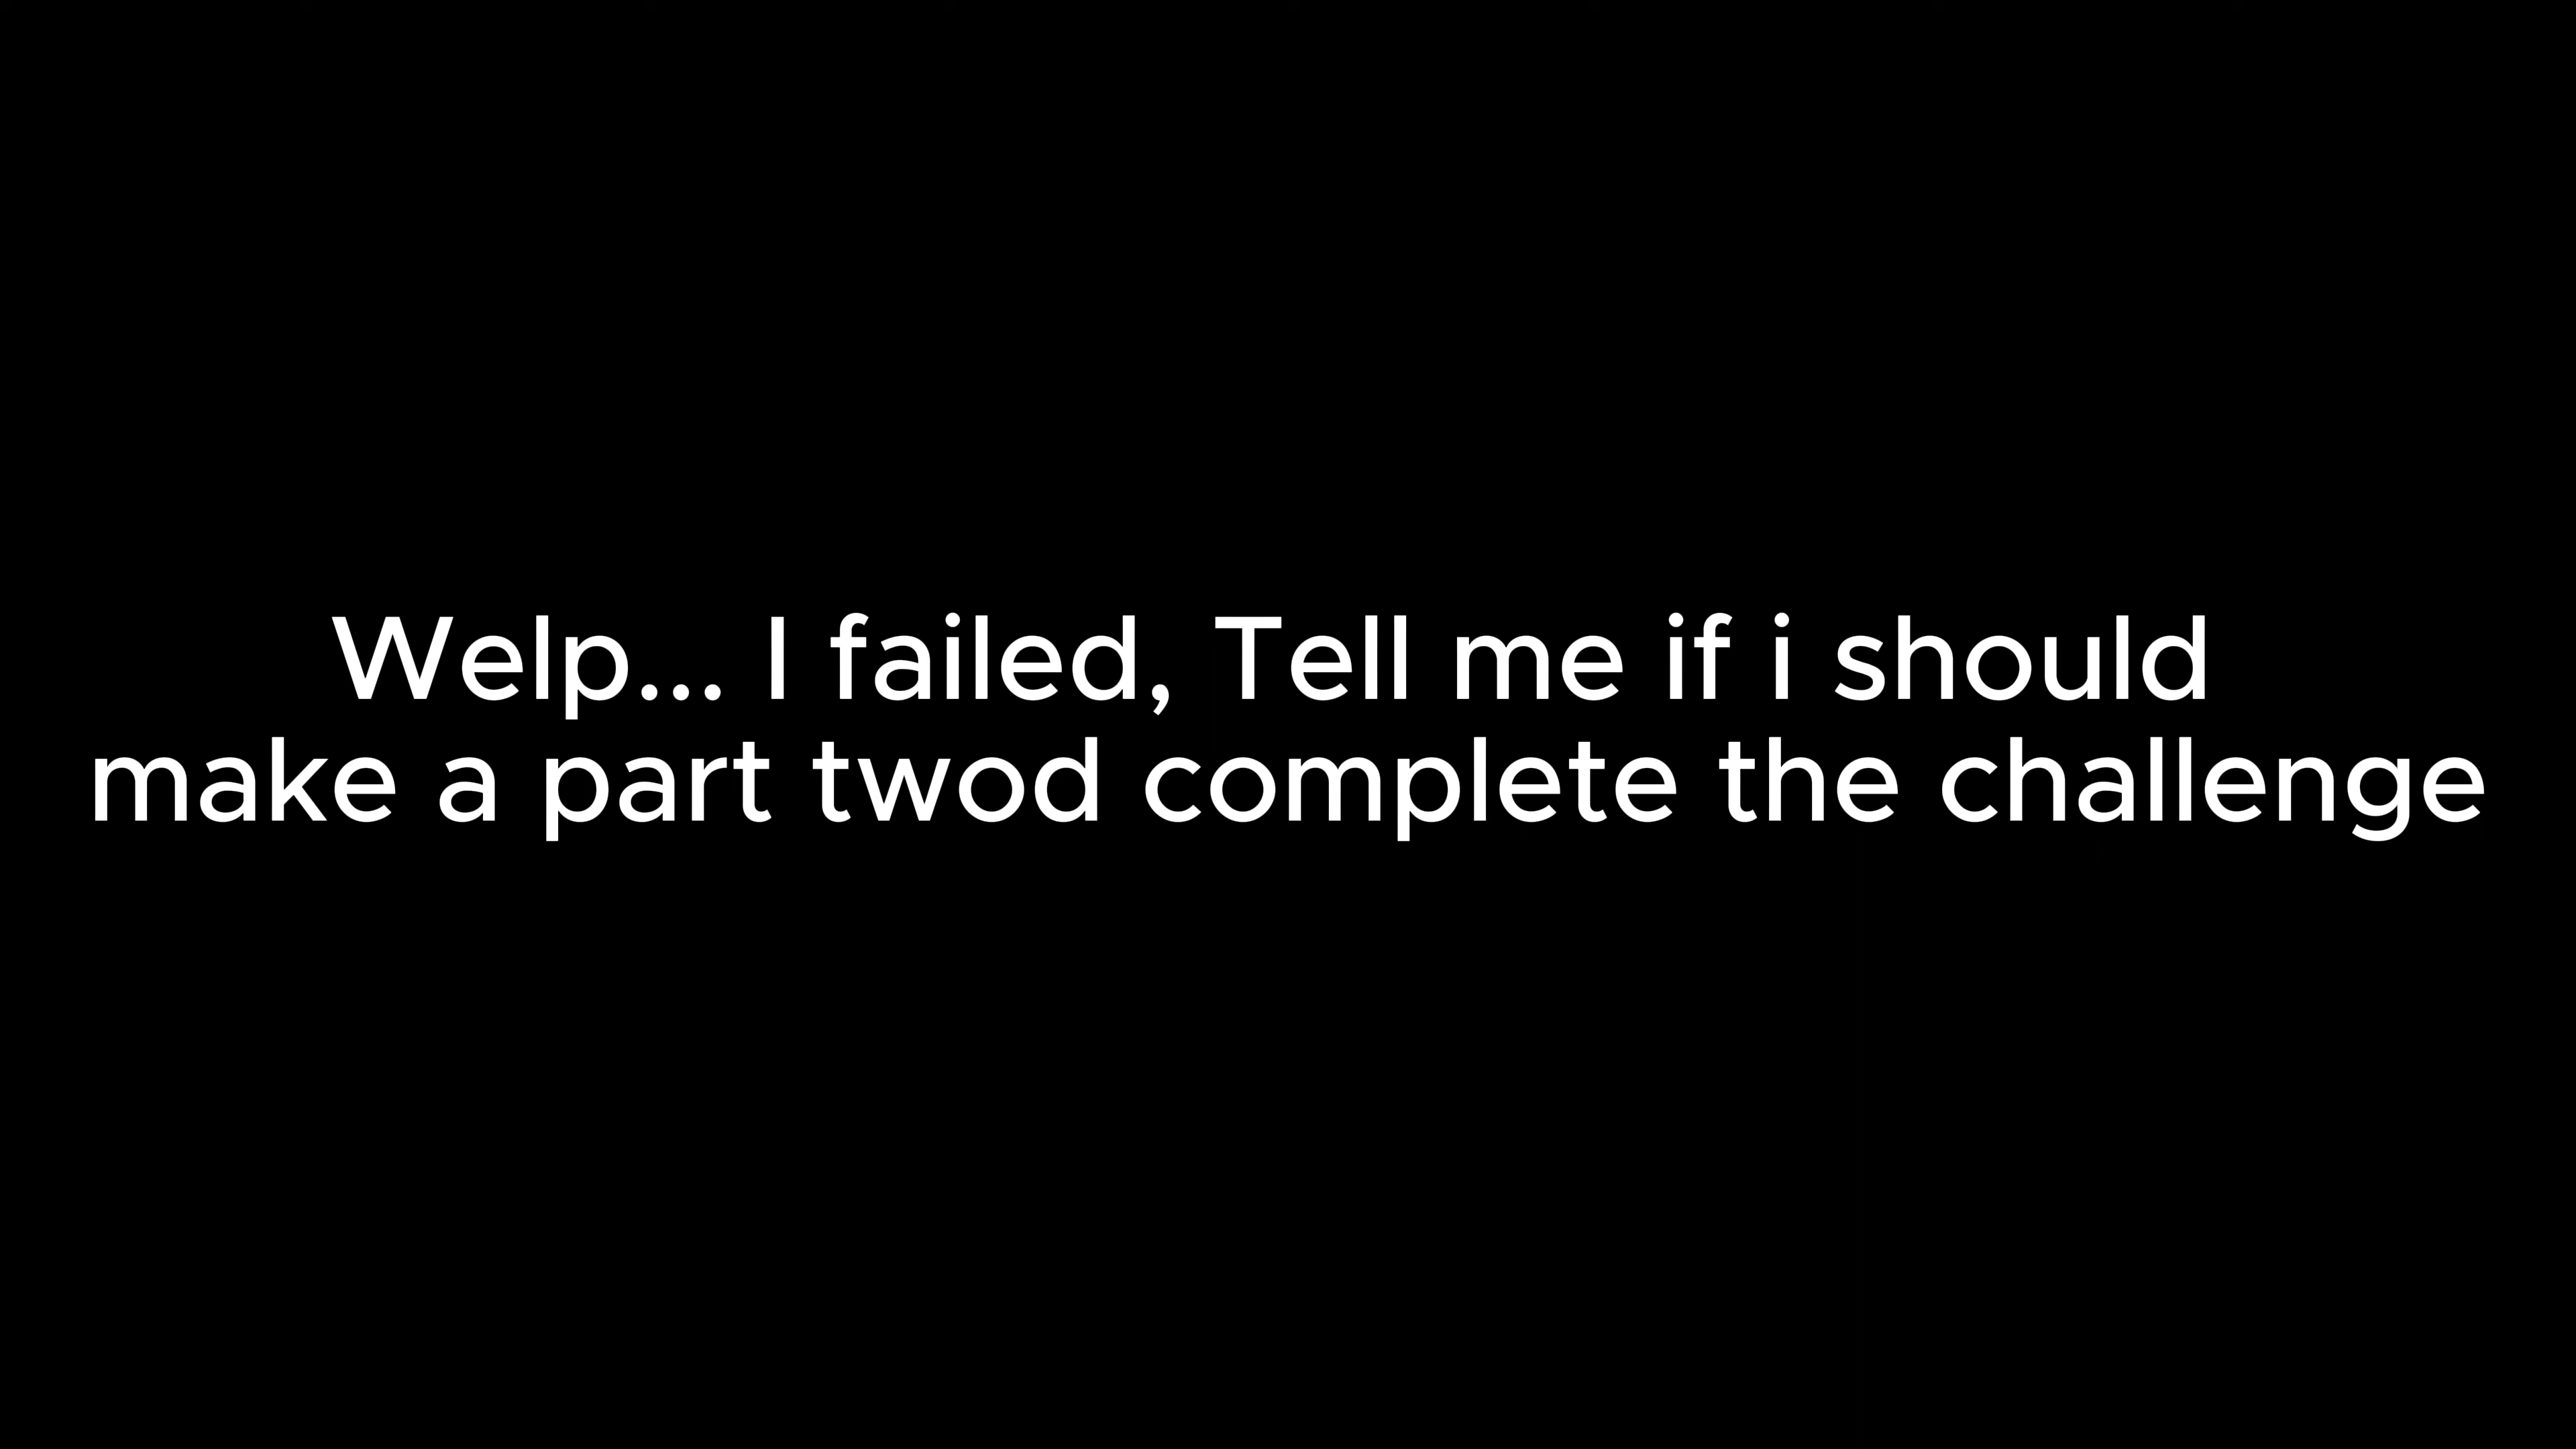 Welp... I failed, Tell me if i should
make a part twod complete the challenge